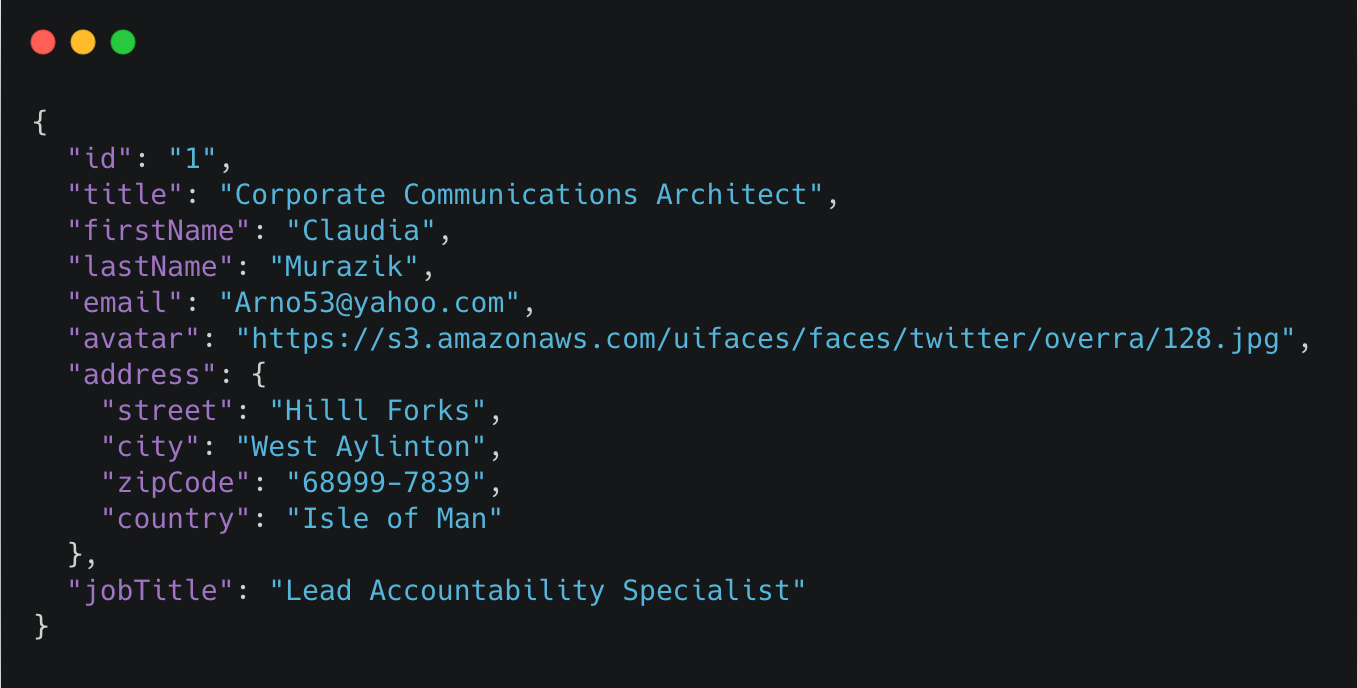 {
  "id": "1",
  "title": "Corporate Communications Architect",
  "firstName": "Claudia",
  "lastName": "Murazik",
  "email": "Arno53@yahoo.com",
  "avatar": "https://s3.amazonaws.com/uifaces/faces/twitter/overra/128.jpg",
  "address": {
    "street": "Hilll Forks",
    "city": "West Aylinton",
    "zipCode": "68999-7839",
    "country": "Isle of Man"
  },
  "jobTitle": "Lead Accountability Specialist"
}